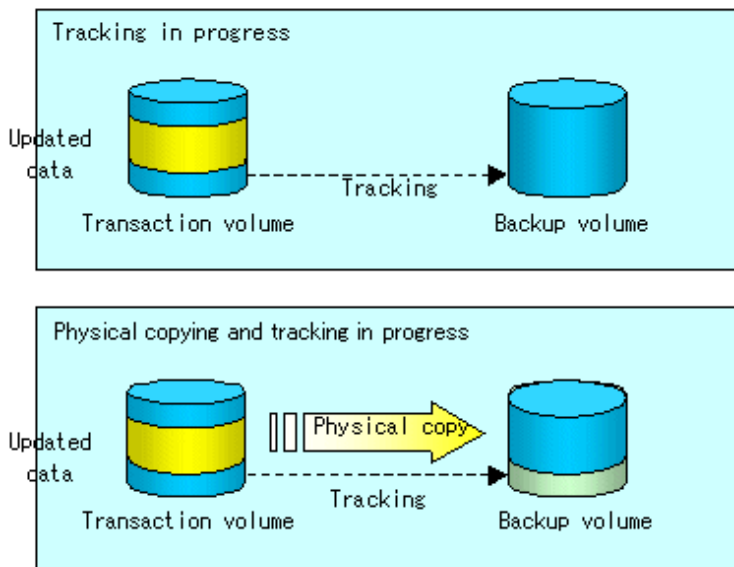 Tracking in progress
Updated
data
Tracking
Transaction volume
Backup volume
Physical copying and tracking in progress
Physical copy
Updated
data
Tracking
Transaction volume
Backup volume